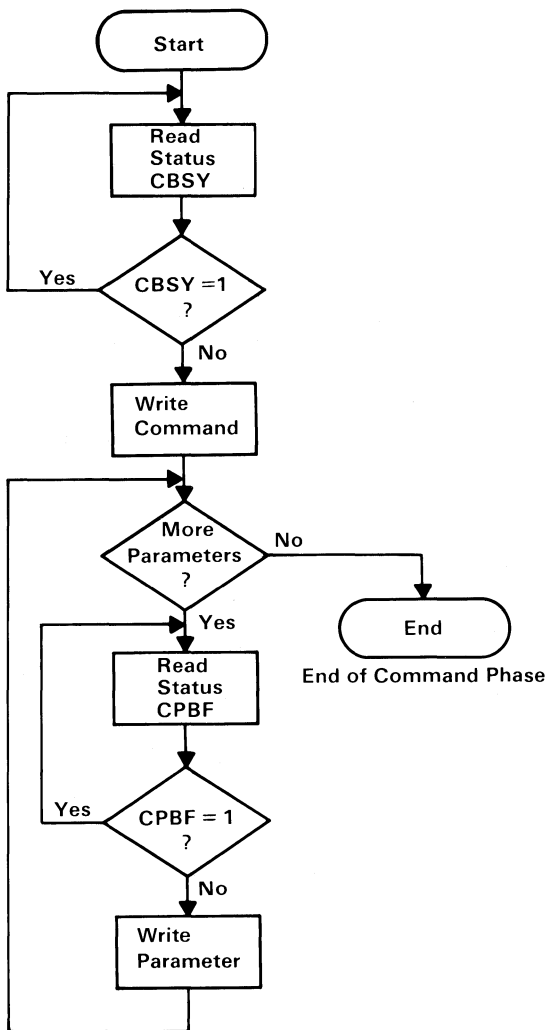 Start
Read
Status
CBSY
Yes
CBSY =1
?
No
Write
Command
More
Parameters
?
No
Yes
End
End of Command Phase
Read
Status
CPBF
Yes
CPBF = 1
?
No
Write
Parameter